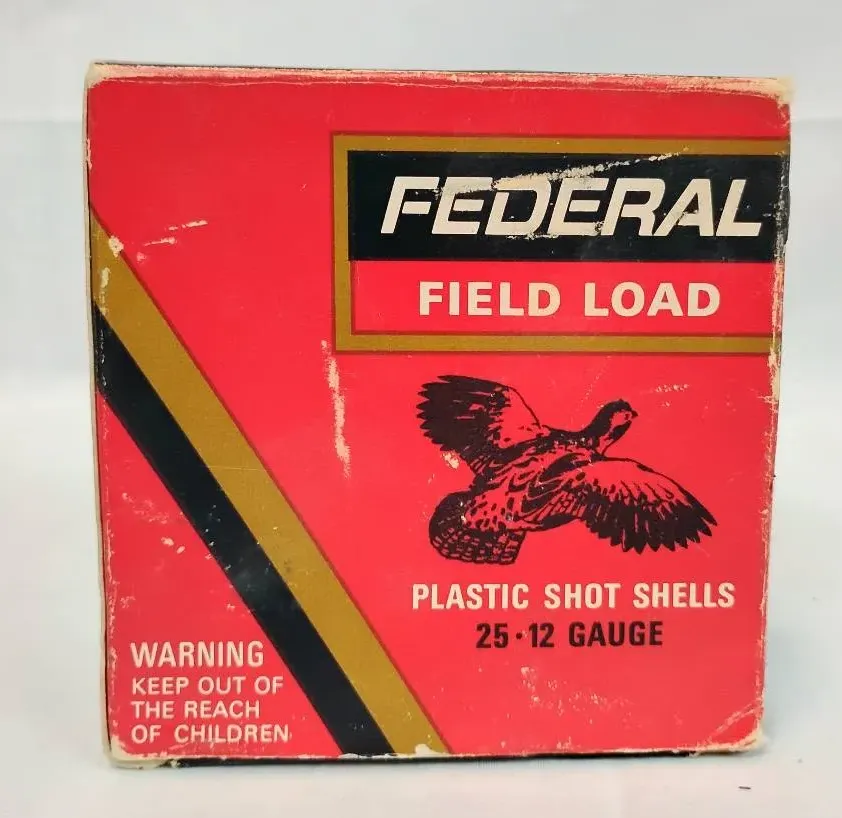 FEDERAL
FIELD LOAD
PLASTIC SHOT SHELLS
25 · 12 GAUGE
WARNING
KEEP OUT OF
THE REACH
OF CHILDREN